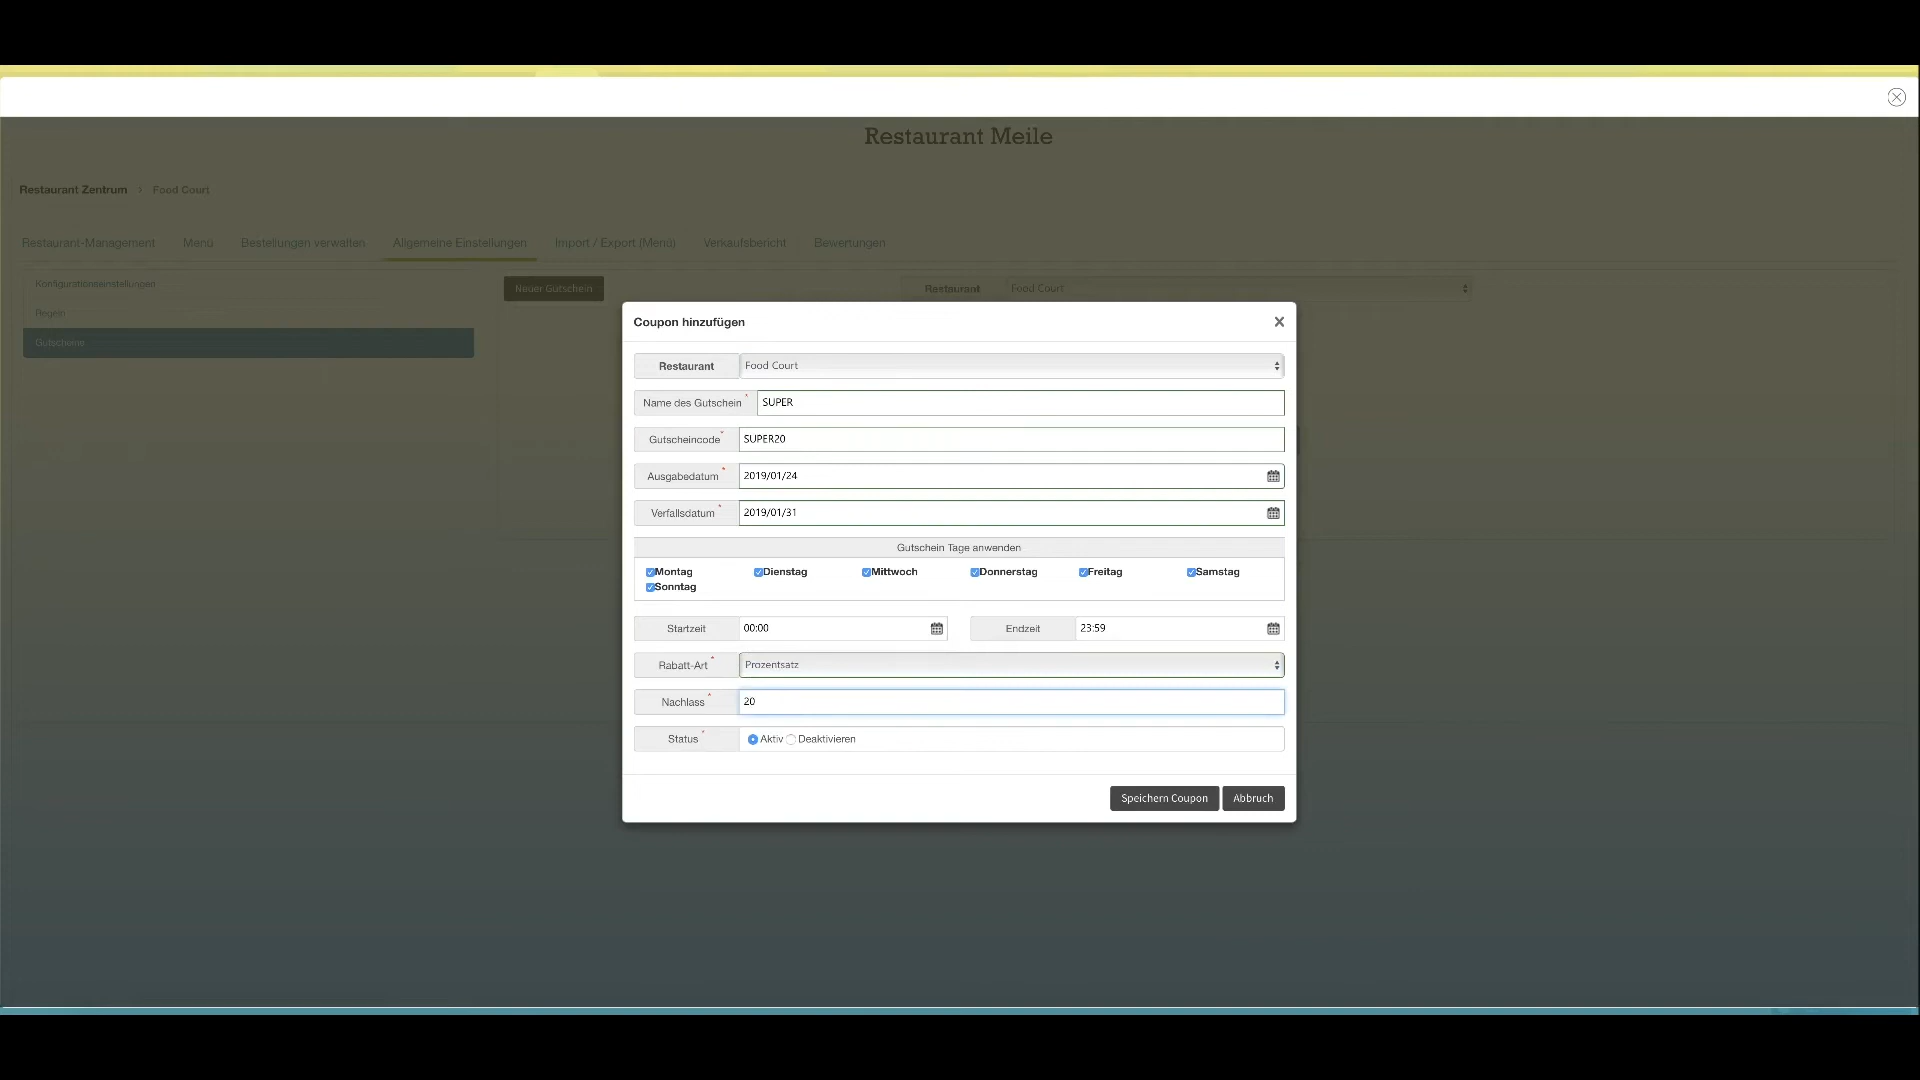 Restaurant Meile
Restaurant Zentrum › Food Court
Restaurant-Management Menü Bestellungen verwalten Allgemeine Einstellungen Import / Export (Menü) Verkaufsbericht Bewertungen
Konfigurationseinstellungen
Neuer Gutschein Restaurant Food Court
Regeln
Gutscheine
Coupon hinzufügen
Restaurant Food Court
Name des Gutschein * SUPER
Gutscheincode * SUPER20
Ausgabedatum * 2019/01/24
Verfallsdatum * 2019/01/31
Gutschein Tage anwenden
Montag Dienstag Mittwoch Donnerstag Freitag Samstag
Sonntag
Startzeit 00:00 Endzeit 23:59
Rabatt-Art * Prozentsatz
Nachlass * 20
Status * Aktiv Deaktivieren
Speichern Coupon Abbruch